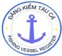 ĐĂNG KIỂM TÀU CÁ
FISHING VESSEL REGISTER